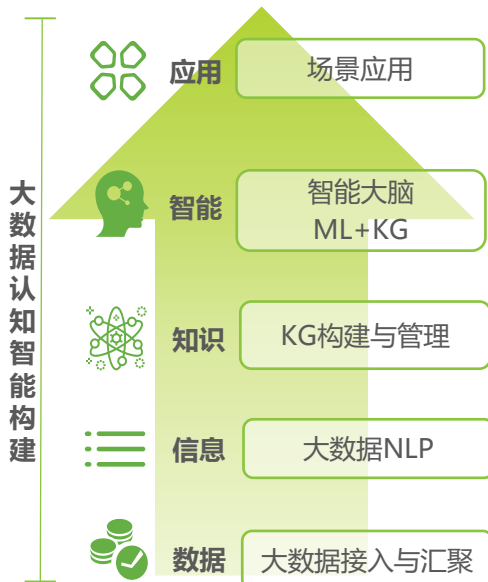 大数据认知智能构建
应用
场景应用
智能
智能大脑
ML+KG
知识
KG构建与管理
信息
大数据NLP
数据
大数据接入与汇聚